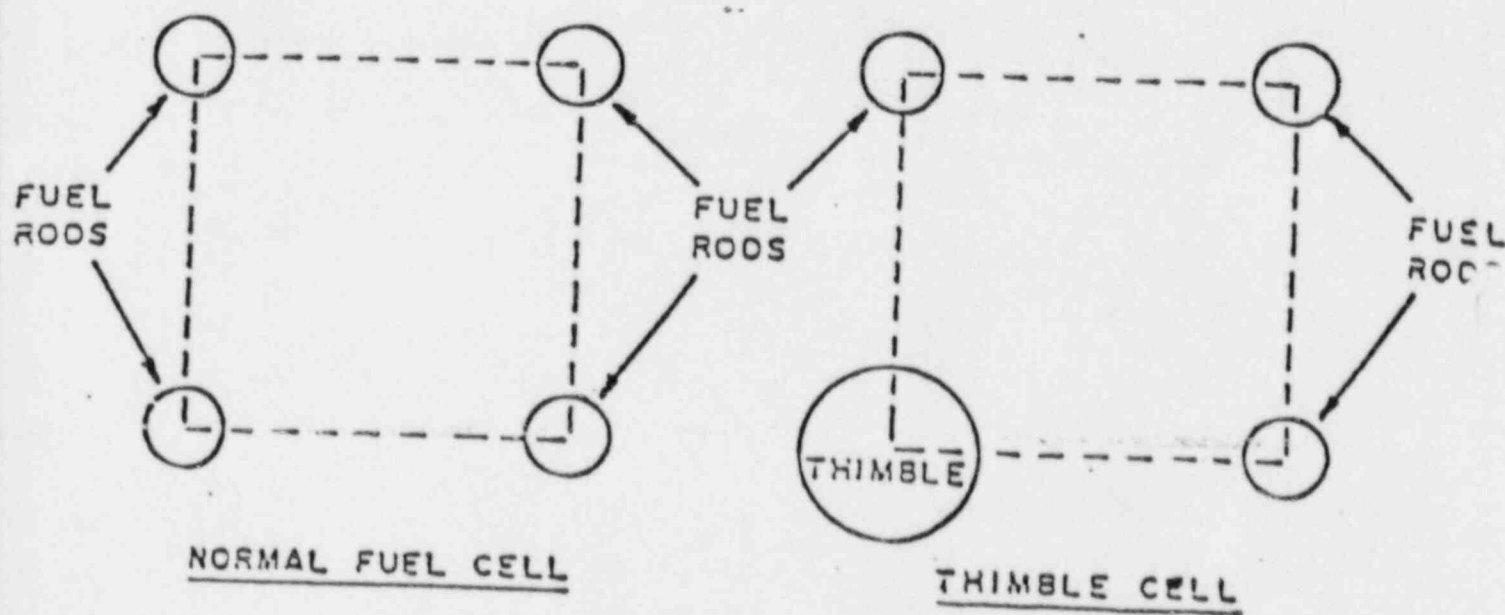 FUEL
RODS
FUEL
RODS
FUEL
THIMBLE
NORMAL FUEL CELL
THIMBLE CELL